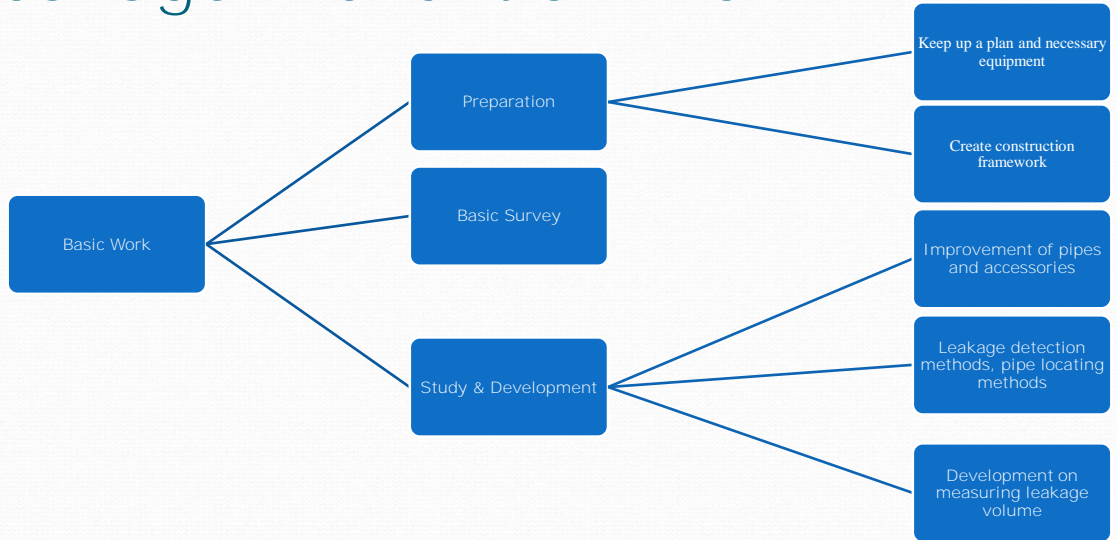 Basic Work
Preparation
Basic Survey
Study & Development
Keep up a plan and necessary
equipment
Create construction
framework
Improvement of pipes
and accessories
Leakage detection
methods, pipe locating
methods
Development on
measuring leakage
volume